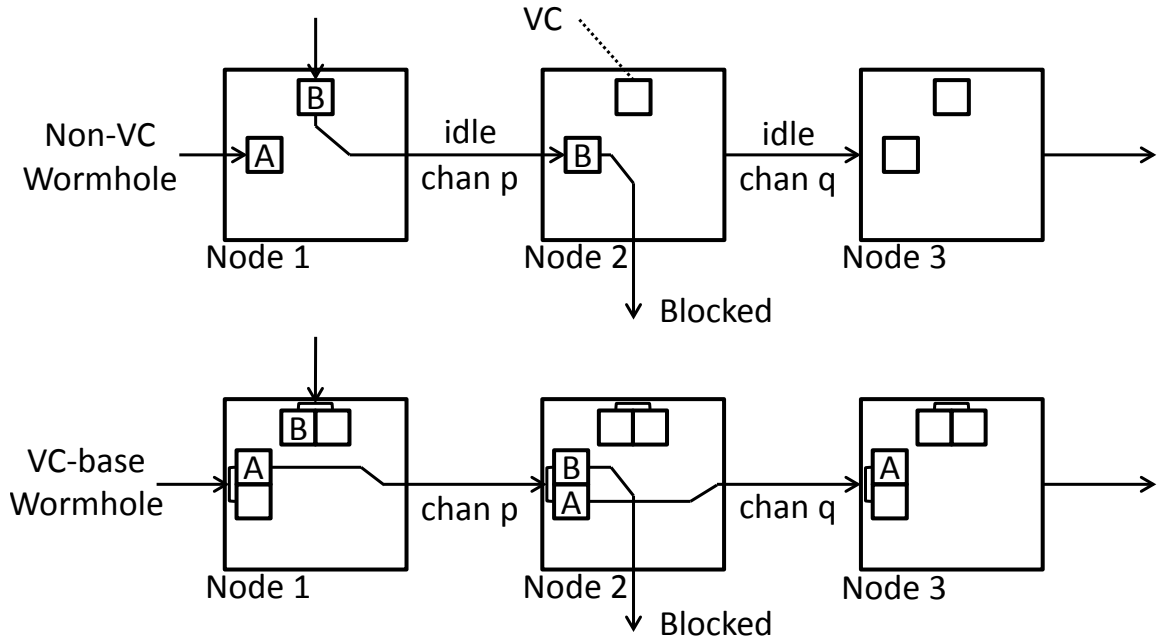 VC
B
Non-VC
Wormhole
A
idle
chan p
B
idle
chan q
Node 1
Node 2
Node 3
Blocked
B
VC-base
Wormhole
A
chan p
B
A
chan q
A
Node 1
Node 2
Node 3
Blocked